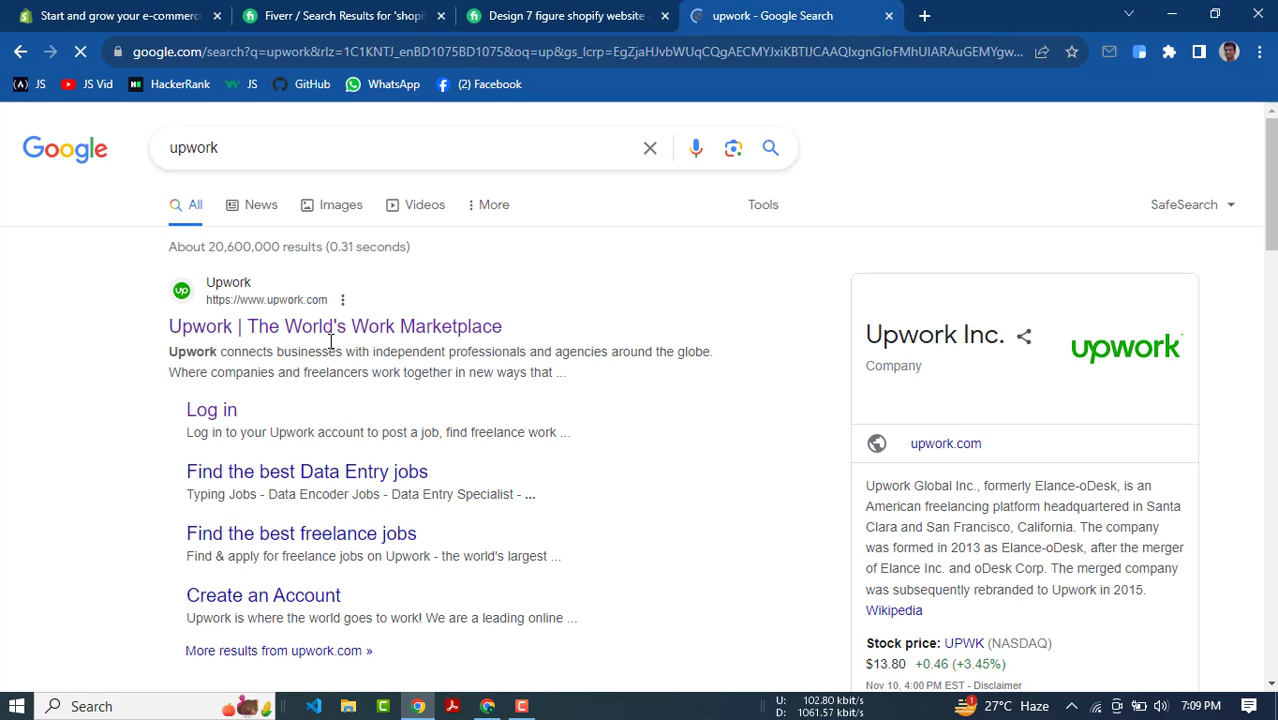 Start and grow your e-commerc
Fiverr / Search Results for 'shopi
Design 7 figure shopify website
upwork - Google Search
google.com/search?q=upwork&rlz=1C1KNTJ_enBD1075BD1075&oq=up&gs_lcrp=EgZjaHJvbWUqCQgAECMYJxiKBTIJCAAQIxgnGIoFMhUIARAuGEMYgw...
JS
JS Vid
HackerRank
JS
GitHub
WhatsApp
(2) Facebook
Google
upwork
All
News
Images
Videos
More
Tools
SafeSearch
About 20,600,000 results (0.31 seconds)
up
Upwork
https://www.upwork.com
Upwork | The World's Work Marketplace
Upwork connects businesses with independent professionals and agencies around the globe.
Where companies and freelancers work together in new ways that ...
Log in
Log in to your Upwork account to post a job, find freelance work ...
Find the best Data Entry jobs
Typing Jobs - Data Encoder Jobs - Data Entry Specialist - ...
Find the best freelance jobs
Find & apply for freelance jobs on Upwork - the world's largest ...
Create an Account
Upwork is where the world goes to work! We are a leading online ...
More results from upwork.com »
Upwork Inc.
Company
upwork
upwork.com
Upwork Global Inc., formerly Elance-oDesk, is an
American freelancing platform headquartered in Santa
Clara and San Francisco, California. The company
was formed in 2013 as Elance-oDesk, after the merger
of Elance Inc. and oDesk Corp. The merged company
was subsequently rebranded to Upwork in 2015.
Wikipedia
Stock price: UPWK (NASDAQ)
$13.80 +0.46 (+3.45%)
Nov 10, 4:00 PM EST - Disclaimer
Search
U: 102.80 kbit/s
D: 1061.57 kbit/s
27°C Haze
7:09 PM